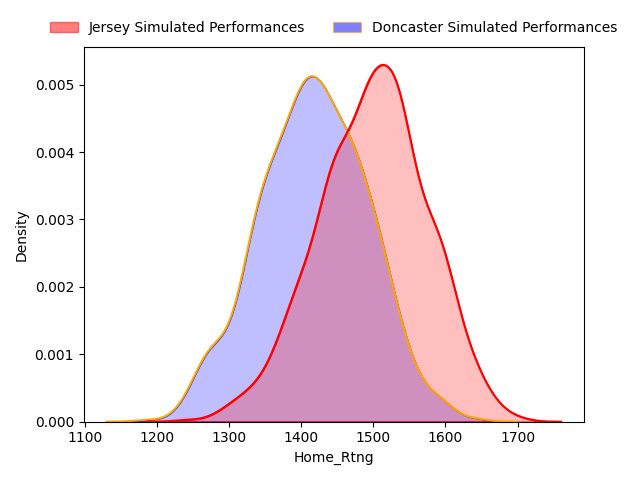 Jersey Simulated Performances
Doncaster Simulated Performances
Density
0.005
0.004
0.003
0.002
0.001
0.000
1100 1200 1300 1400 1500 1600 1700
Home_Rtng